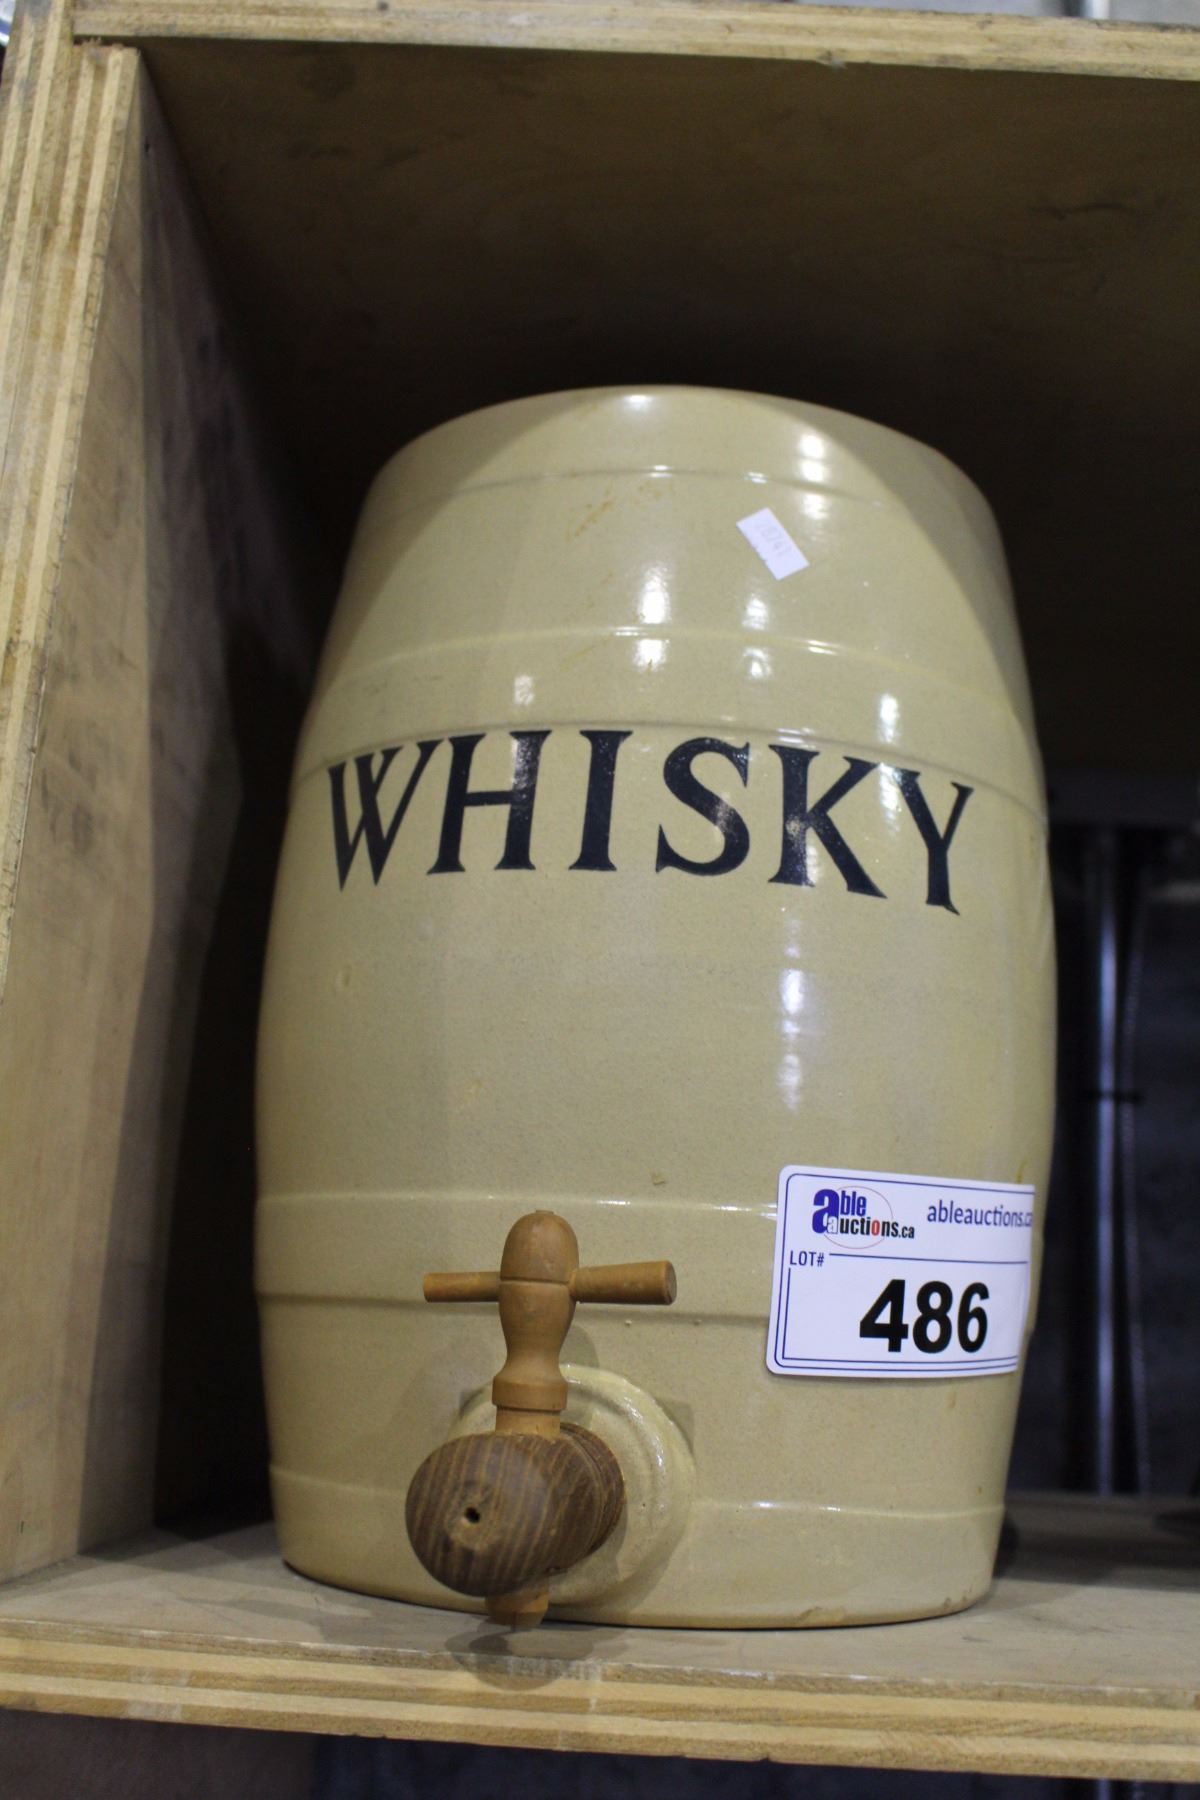 WHISKY
able
auctions.ca
ableauctions.ca
LOT#
486